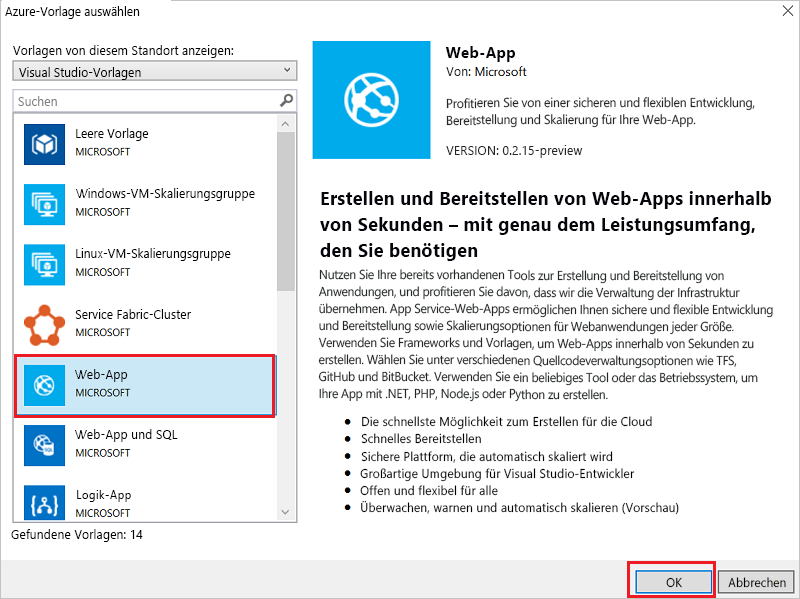 Azure-Vorlage auswählen
Vorlagen von diesem Standort anzeigen:
Visual Studio-Vorlagen
Suchen
Leere Vorlage
MICROSOFT
Windows-VM-Skalierungsgruppe
MICROSOFT
Linux-VM-Skalierungsgruppe
MICROSOFT
Service Fabric-Cluster
MICROSOFT
Web-App
MICROSOFT
Web-App und SQL
MICROSOFT
Logik-App
MICROSOFT
Gefundene Vorlagen: 14
Web-App
Von: Microsoft
Profitieren Sie von einer sicheren und flexiblen Entwicklung,
Bereitstellung und Skalierung für Ihre Web-App.
VERSION: 0.2.15-preview
Erstellen und Bereitstellen von Web-Apps innerhalb
von Sekunden – mit genau dem Leistungsumfang,
den Sie benötigen
Nutzen Sie Ihre bereits vorhandenen Tools zur Erstellung und Bereitstellung von
Anwendungen, und profitieren Sie davon, dass wir die Verwaltung der Infrastruktur
übernehmen. App Service-Web-Apps ermöglichen Ihnen sichere und flexible Entwicklung
und Bereitstellung sowie Skalierungsoptionen für Webanwendungen jeder Größe.
Verwenden Sie Frameworks und Vorlagen, um Web-Apps innerhalb von Sekunden zu
erstellen. Wählen Sie unter verschiedenen Quellcodeverwaltungsoptionen wie TFS,
GitHub und BitBucket. Verwenden Sie ein beliebiges Tool oder das Betriebssystem, um
Ihre App mit .NET, PHP, Node.js oder Python zu erstellen.
• Die schnellste Möglichkeit zum Erstellen für die Cloud
• Schnelles Bereitstellen
• Sichere Plattform, die automatisch skaliert wird
• Großartige Umgebung für Visual Studio-Entwickler
• Offen und flexibel für alle
• Überwachen, warnen und automatisch skalieren (Vorschau)
OK
Abbrechen